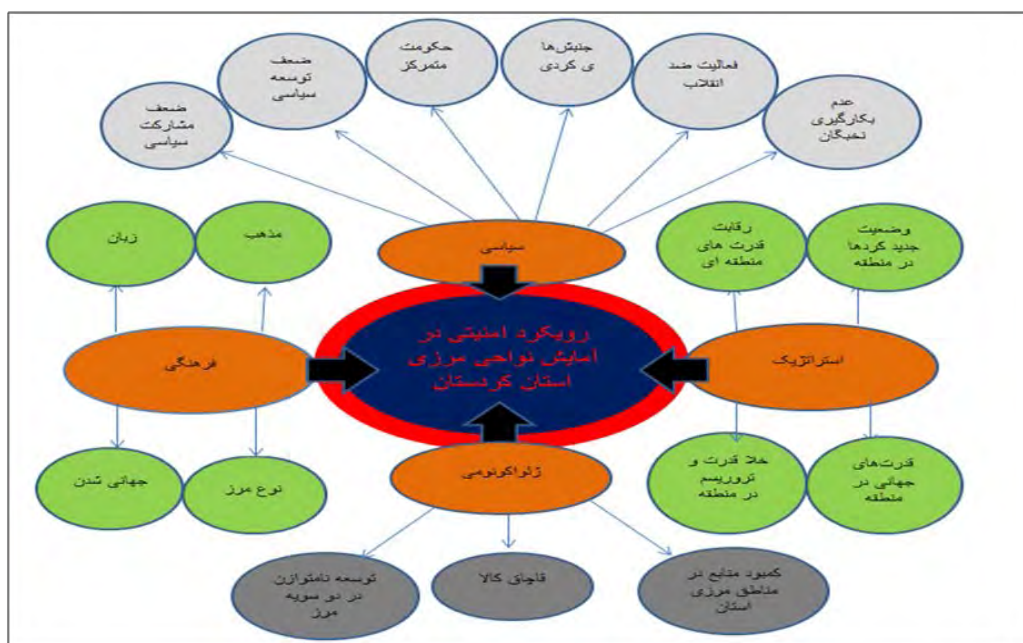 حکومت
متمرکز
جنبش‌ها
ی کردی
ضعف
توسعه
سیاسی
فعالیت ضد
انقلاب
ضعف
مشارکت
سیاسی
عدم
بکارگیری
نخبگان
سیاسی
زبان
مذهب
رقابت
قدرت های
منطقه ای
وضعیت
جدید کردها
در منطقه
فرهنگی
رویکرد امنیتی در
آمایش نواحی مرزی
استان کردستان
استراتژیک
جهانی شدن
نوع مرز
ژئواکونومی
خلا قدرت و
تروریسم
در منطقه
قدرت‌های
جهانی در
منطقه
توسعه نامتوازن
در دو سویه
مرز
قاچاق کالا
کمبود منابع در
مناطق مرزی
استان